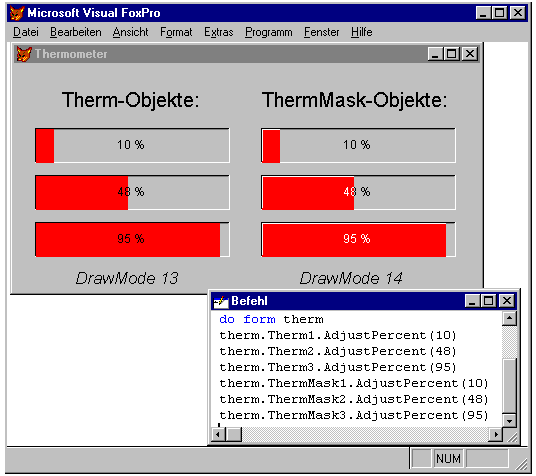 Microsoft Visual FoxPro
Datei Bearbeiten Ansicht Format Extras Programm Fenster Hilfe
Thermometer
Therm-Objekte: ThermMask-Objekte:
10 % 10 %
48 % 48 %
95 % 95 %
DrawMode 13 DrawMode 14
Befehl
do form therm
therm.Therm1.AdjustPercent(10)
therm.Therm2.AdjustPercent(48)
therm.Therm3.AdjustPercent(95)
therm.ThermMask1.AdjustPercent(10)
therm.ThermMask2.AdjustPercent(48)
therm.ThermMask3.AdjustPercent(95)
NUM